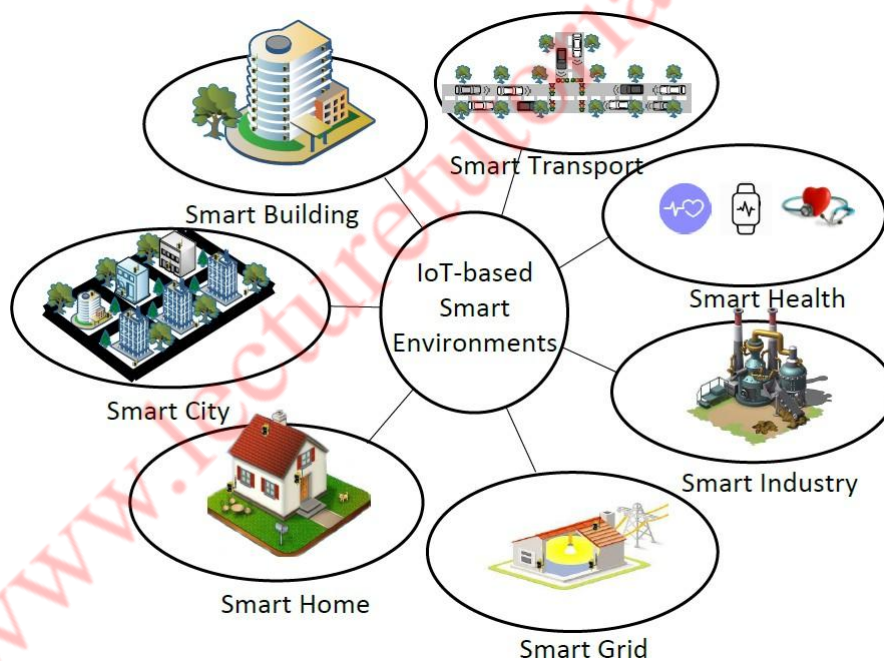 www.lecturetutoria
Smart Transport
Smart Building
IoT-based
Smart
Environments
Smart Health
Smart City
Smart Industry
Smart Home
Smart Grid